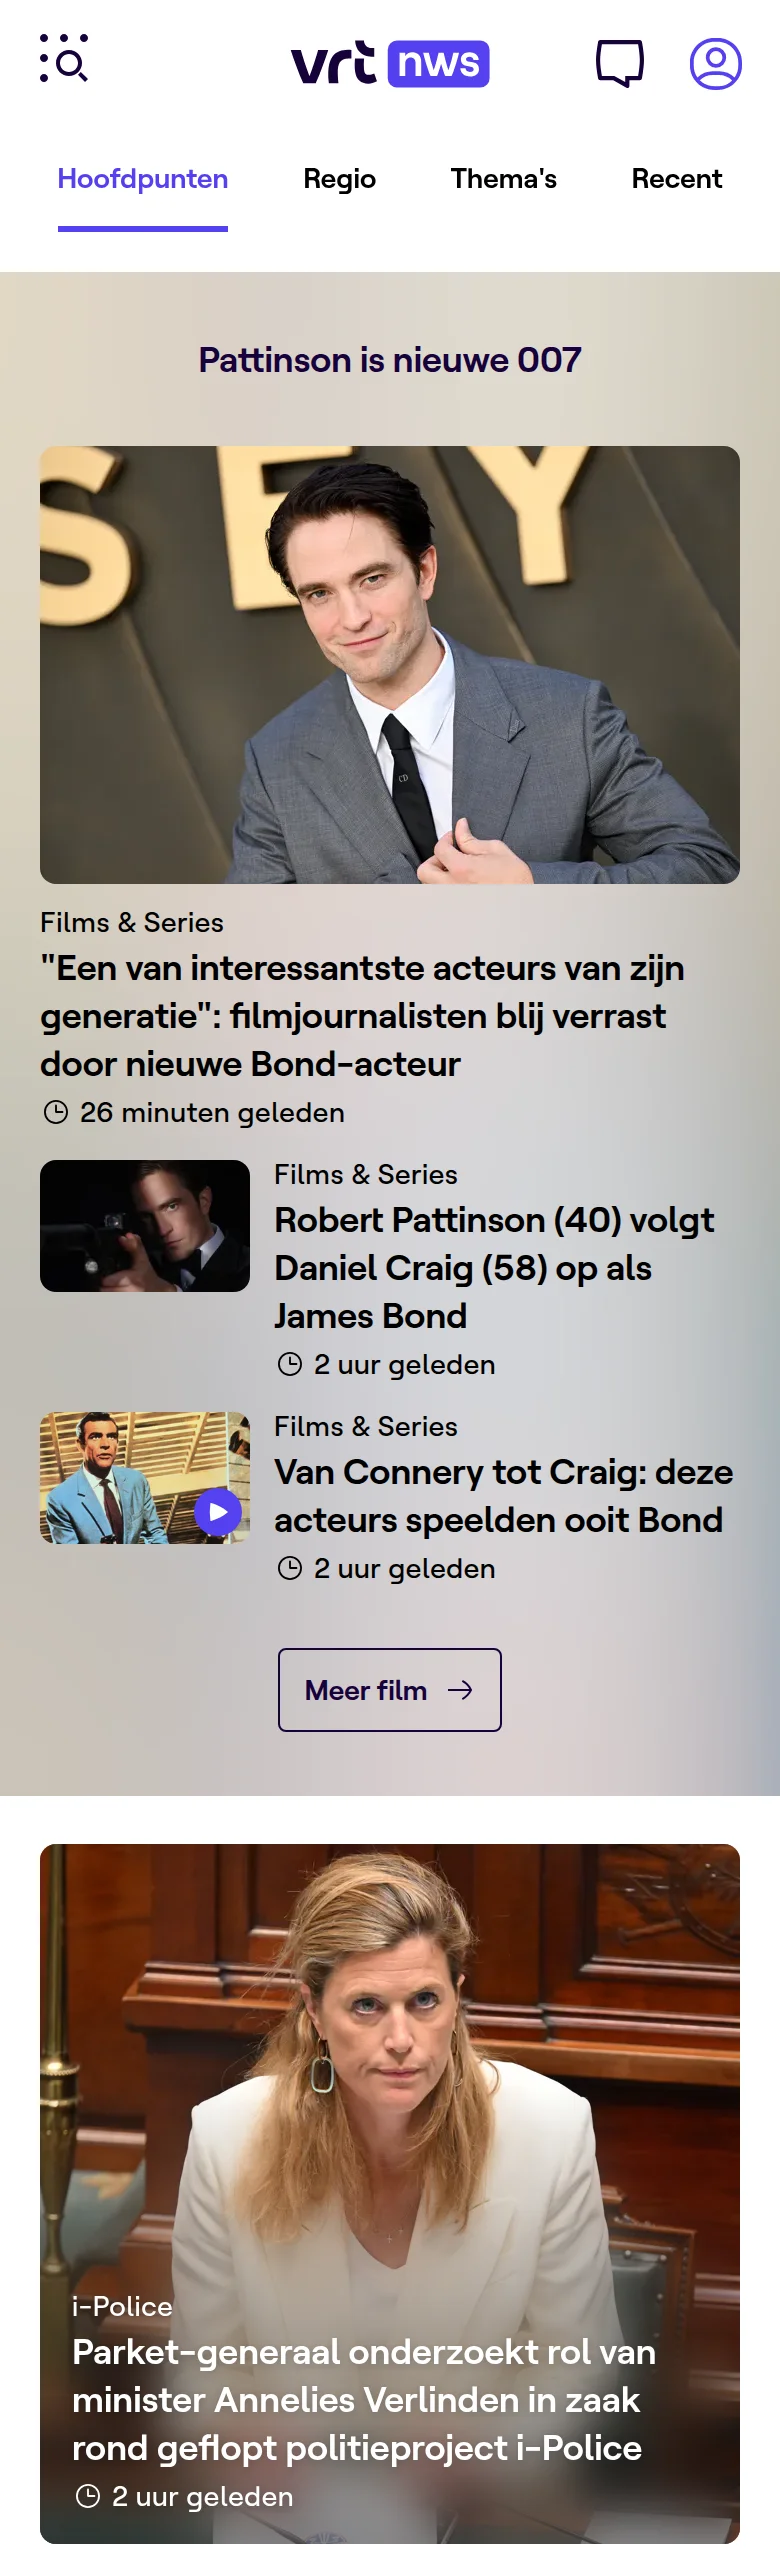 vrt nws
Hoofdpunten Regio Thema's Recent
Pattinson is nieuwe 007
SEY
CD
Films & Series
"Een van interessantste acteurs van zijn
generatie": filmjournalisten blij verrast
door nieuwe Bond-acteur
26 minuten geleden
Films & Series
Robert Pattinson (40) volgt
Daniel Craig (58) op als
James Bond
2 uur geleden
Films & Series
Van Connery tot Craig: deze
acteurs speelden ooit Bond
2 uur geleden
Meer film
i-Police
Parket-generaal onderzoekt rol van
minister Annelies Verlinden in zaak
rond geflopt politieproject i-Police
2 uur geleden